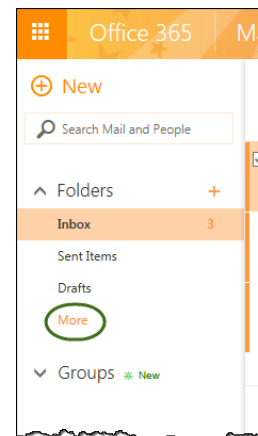 Office 365
New
Search Mail and People
Folders +
Inbox 3
Sent Items
Drafts
More
Groups New